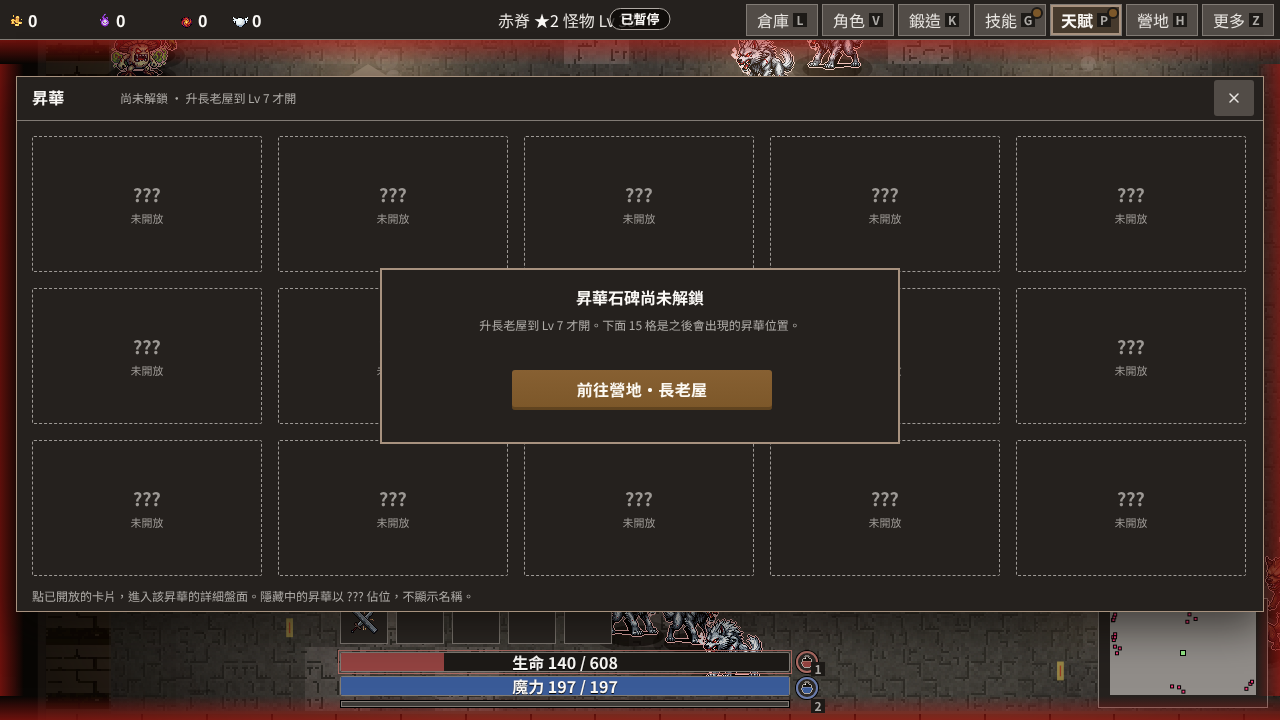 0 0 0 0 赤脊 ★2 怪物 Lv 已暫停 倉庫 L 角色 V 鍛造 K 技能 G 天賦 P 營地 H 更多 Z
昇華 尚未解鎖 · 升長老屋到 Lv 7 才開 ×
??? ??? ??? ??? ???
未開放 未開放 未開放 未開放 未開放
昇華石碑尚未解鎖
升長老屋到 Lv 7 才開。下面 15 格是之後會出現的昇華位置。
??? ???
未開放 未開放
前往營地·長老屋
??? ??? ??? ??? ???
未開放 未開放 未開放 未開放 未開放
點已開放的卡片，進入該昇華的詳細盤面。隱藏中的昇華以 ??? 佔位，不顯示名稱。
生命 140 / 608 1
魔力 197 / 197
2